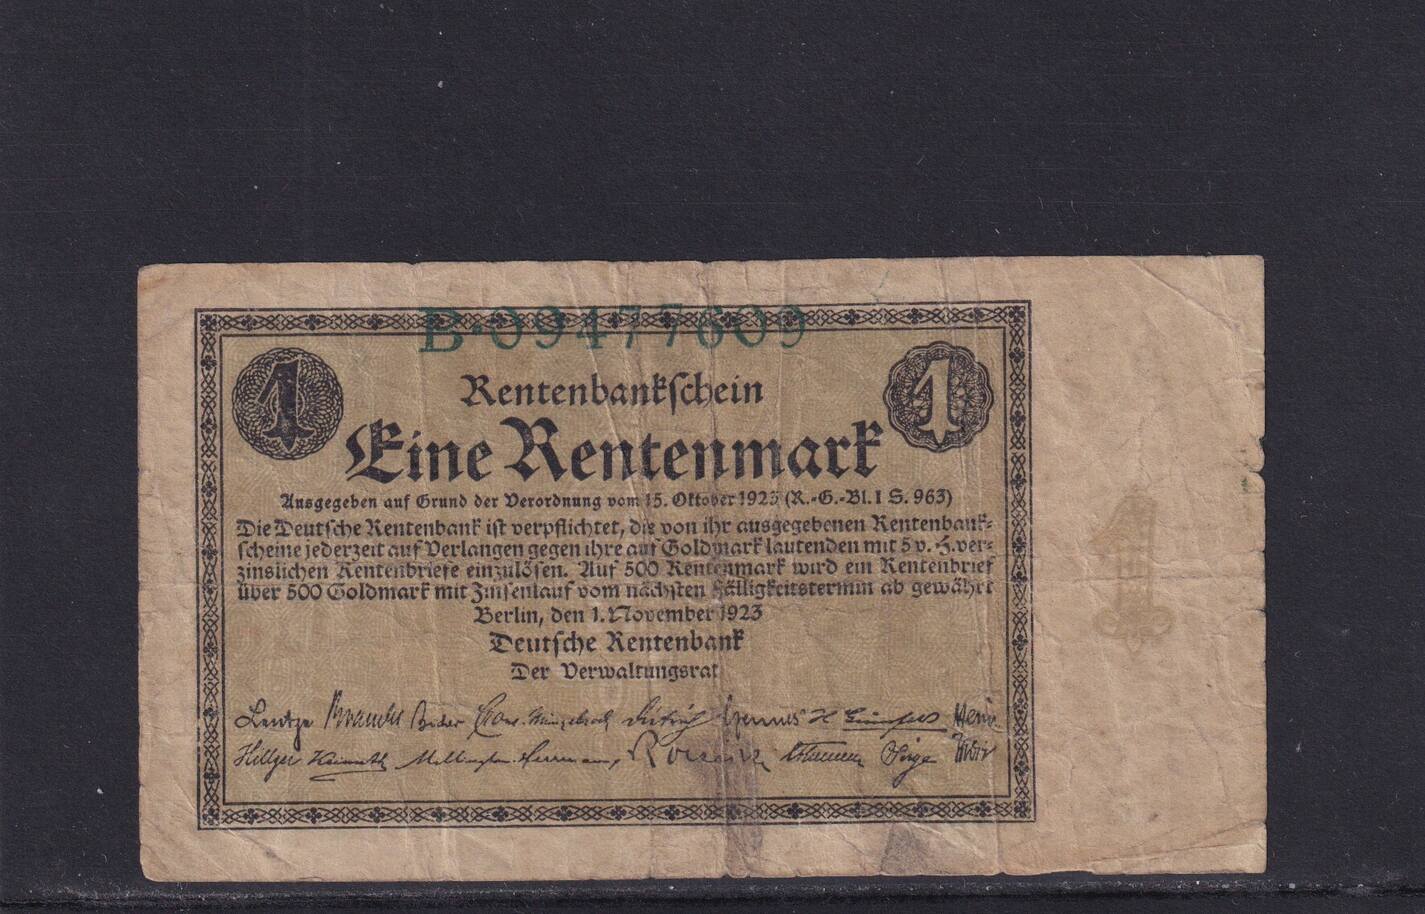 B·09477609
1 1
Rentenbankschein
Eine Rentenmark
Ausgegeben auf Grund der Verordnung vom 15. Oktober 1923 (R.-G.-Bl. I S. 963)
Die Deutsche Rentenbank ist verpflichtet, die von ihr ausgegebenen Rentenbank-
scheine jederzeit auf Verlangen gegen ihre auf Goldmark lautenden mit 5 v. H. ver-
zinslichen Rentenbriefe einzulösen. Auf 500 Rentenmark wird ein Rentenbrief
über 500 Goldmark mit Zinsenlauf vom nächsten Fälligkeitstermin ab gewährt
Berlin, den 1. November 1923
Deutsche Rentenbank
Der Verwaltungsrat
Lentze
Hillger
1